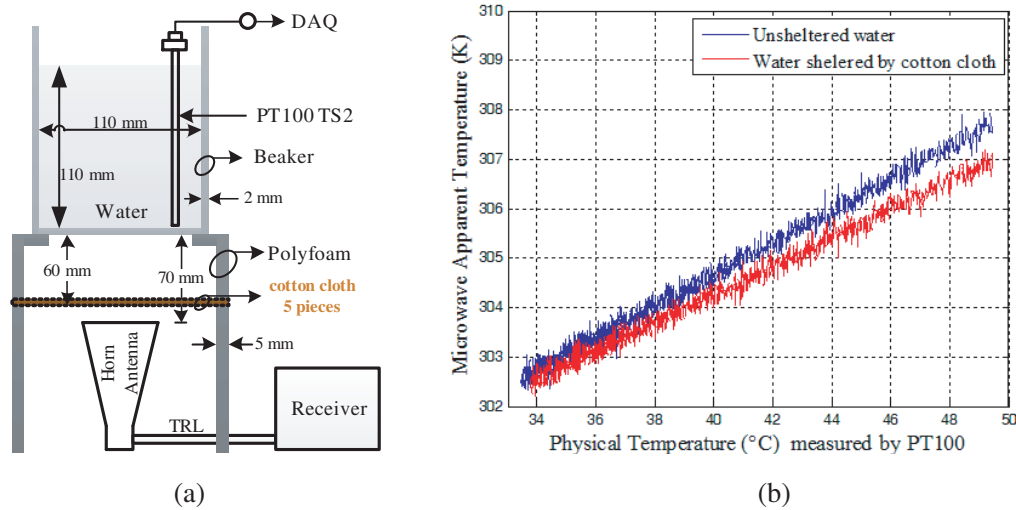 DAQ
PT100 TS2
110 mm
Beaker
110 mm
2 mm
Water
60 mm
70 mm
Polyfoam
cotton cloth
5 pieces
5 mm
Horn
Antenna
TRL
Receiver
(a)
310
309
308
307
306
305
304
303
302
Microwave Apparent Temperature (K)
Unsheltered water
Water shelered by cotton cloth
34 36 38 40 42 44 46 48 50
Physical Temperature (°C) measured by PT100
(b)